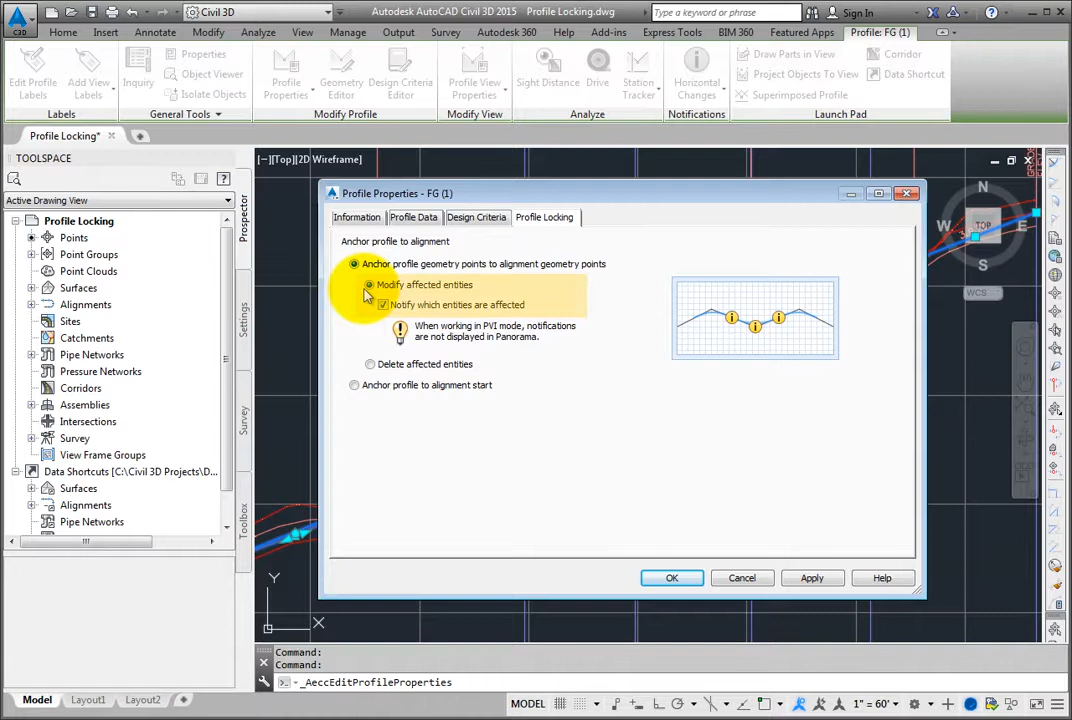 C3D
Civil 3D
Autodesk AutoCAD Civil 3D 2015 Profile Locking.dwg
Type a keyword or phrase
Sign In
Home Insert Annotate Modify Analyze View Manage Output Survey Autodesk 360 Help Add-ins Express Tools BIM 360 Featured Apps Profile: FG (1)
Edit Profile Labels
Add View Labels
Labels
Inquiry
Properties
Object Viewer
Isolate Objects
General Tools
Profile Properties
Geometry Editor
Design Criteria Editor
Modify Profile
Profile View Properties
Modify View
Sight Distance
Drive
Station Tracker
Analyze
Horizontal Changes
Notifications
Draw Parts in View
Project Objects To View
Superimposed Profile
Corridor
Data Shortcut
Launch Pad
Profile Locking*
TOOLSPACE
Active Drawing View
Profile Locking
Points
Point Groups
Point Clouds
Surfaces
Alignments
Sites
Catchments
Pipe Networks
Pressure Networks
Corridors
Assemblies
Intersections
Survey
View Frame Groups
Data Shortcuts [C:\Civil 3D Projects\D...
Surfaces
Alignments
Pipe Networks
Prospector
Settings
Survey
Toolbox
[−][Top][2D Wireframe]
Profile Properties - FG (1)
Information Profile Data Design Criteria Profile Locking
Anchor profile to alignment
Anchor profile geometry points to alignment geometry points
Modify affected entities
Notify which entities are affected
When working in PVI mode, notifications
are not displayed in Panorama.
Delete affected entities
Anchor profile to alignment start
OK Cancel Apply Help
N
W TOP E
S
WCS
Y
X
Command:
Command:
_AeccEditProfileProperties
Model Layout1 Layout2
MODEL
1" = 60'